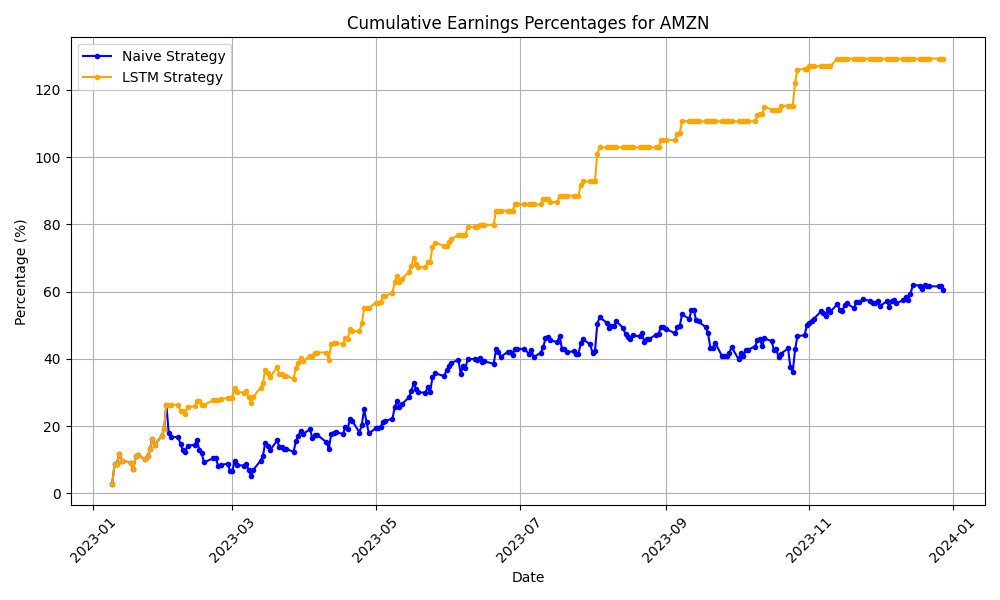 Cumulative Earnings Percentages for AMZN
Naive Strategy
LSTM Strategy
Percentage (%)
120
100
80
60
40
20
0
2023-01
2023-03
2023-05
2023-07
2023-09
2023-11
2024-01
Date